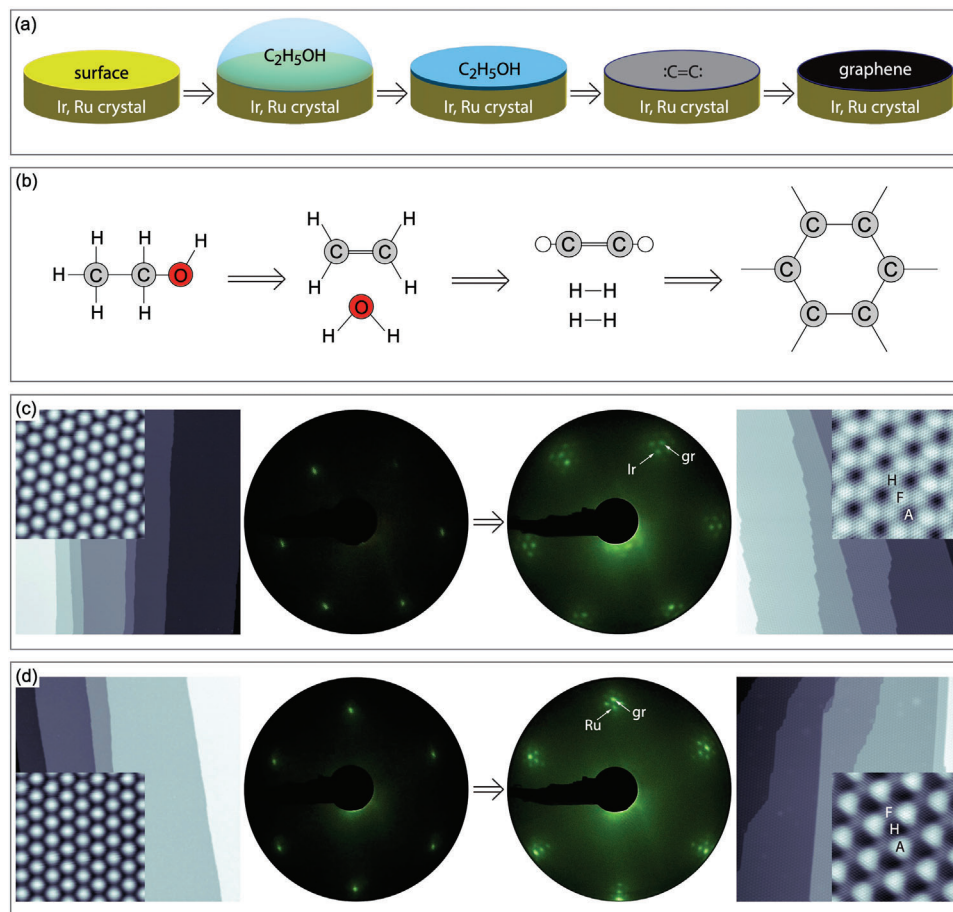 (a)
surface
Ir, Ru crystal
C₂H₅OH
Ir, Ru crystal
C₂H₅OH
Ir, Ru crystal
:C=C:
Ir, Ru crystal
graphene
Ir, Ru crystal
(b)
H H H
H C C O
H H
H H
C C
H H
O
H H
C C
H H
H H
C C
C C
C C
(c)
Ir gr
H
F
A
(d)
Ru gr
F
H
A